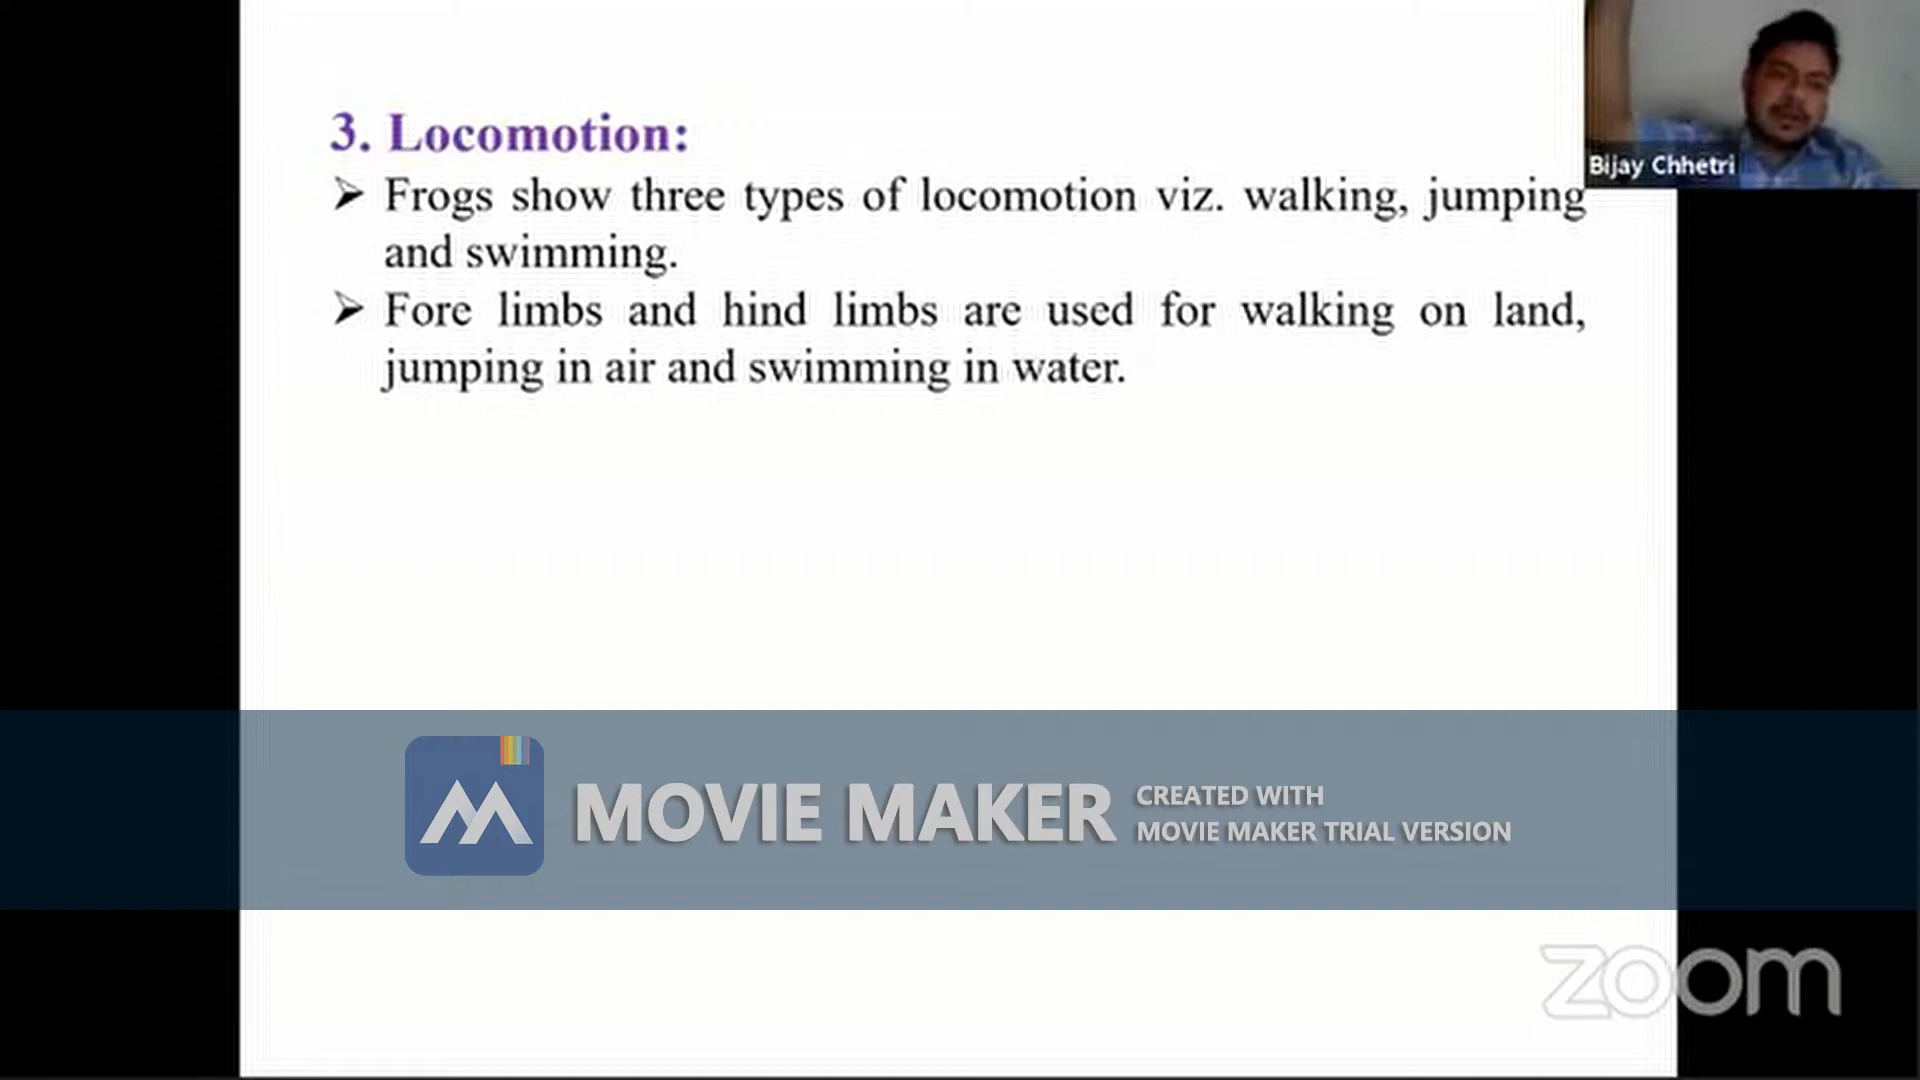 3. Locomotion:
➢ Frogs show three types of locomotion viz. walking, jumping
and swimming.
➢ Fore limbs and hind limbs are used for walking on land,
jumping in air and swimming in water.
Bijay Chhetri
MOVIE MAKER
CREATED WITH
MOVIE MAKER TRIAL VERSION
zoom